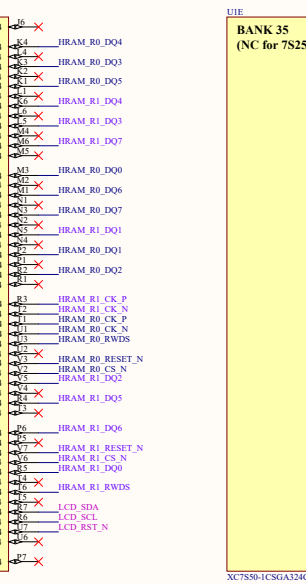 U1E
BANK 35
(NC for 7S25
J6
K4 HRAM_R0_DQ4
L4
K3 HRAM_R0_DQ3
K2
K1 HRAM_R0_DQ5
L1
K6 HRAM_R1_DQ4
L6
L5 HRAM_R1_DQ3
M4
M6 HRAM_R1_DQ7
M5
M3 HRAM_R0_DQ0
M2
M1 HRAM_R0_DQ6
N1
N3 HRAM_R0_DQ7
N2
N5 HRAM_R1_DQ1
N4
P2 HRAM_R0_DQ1
P1
R2 HRAM_R0_DQ2
R1
R3 HRAM_R1_CK_P
T2 HRAM_R1_CK_N
T1 HRAM_R0_CK_P
U1 HRAM_R0_CK_N
U3 HRAM_R0_RWDS
U2
V3 HRAM_R0_RESET_N
V2 HRAM_R0_CS_N
V5 HRAM_R1_DQ2
V4
R4 HRAM_R1_DQ5
T3
P6 HRAM_R1_DQ6
P5
V7 HRAM_R1_RESET_N
V6 HRAM_R1_CS_N
R5 HRAM_R1_DQ0
T4
T6 HRAM_R1_RWDS
T5
R7 LCD_SDA
R6 LCD_SCL
U7 LCD_RST_N
U6
P7
XC7S50-1CSGA324C